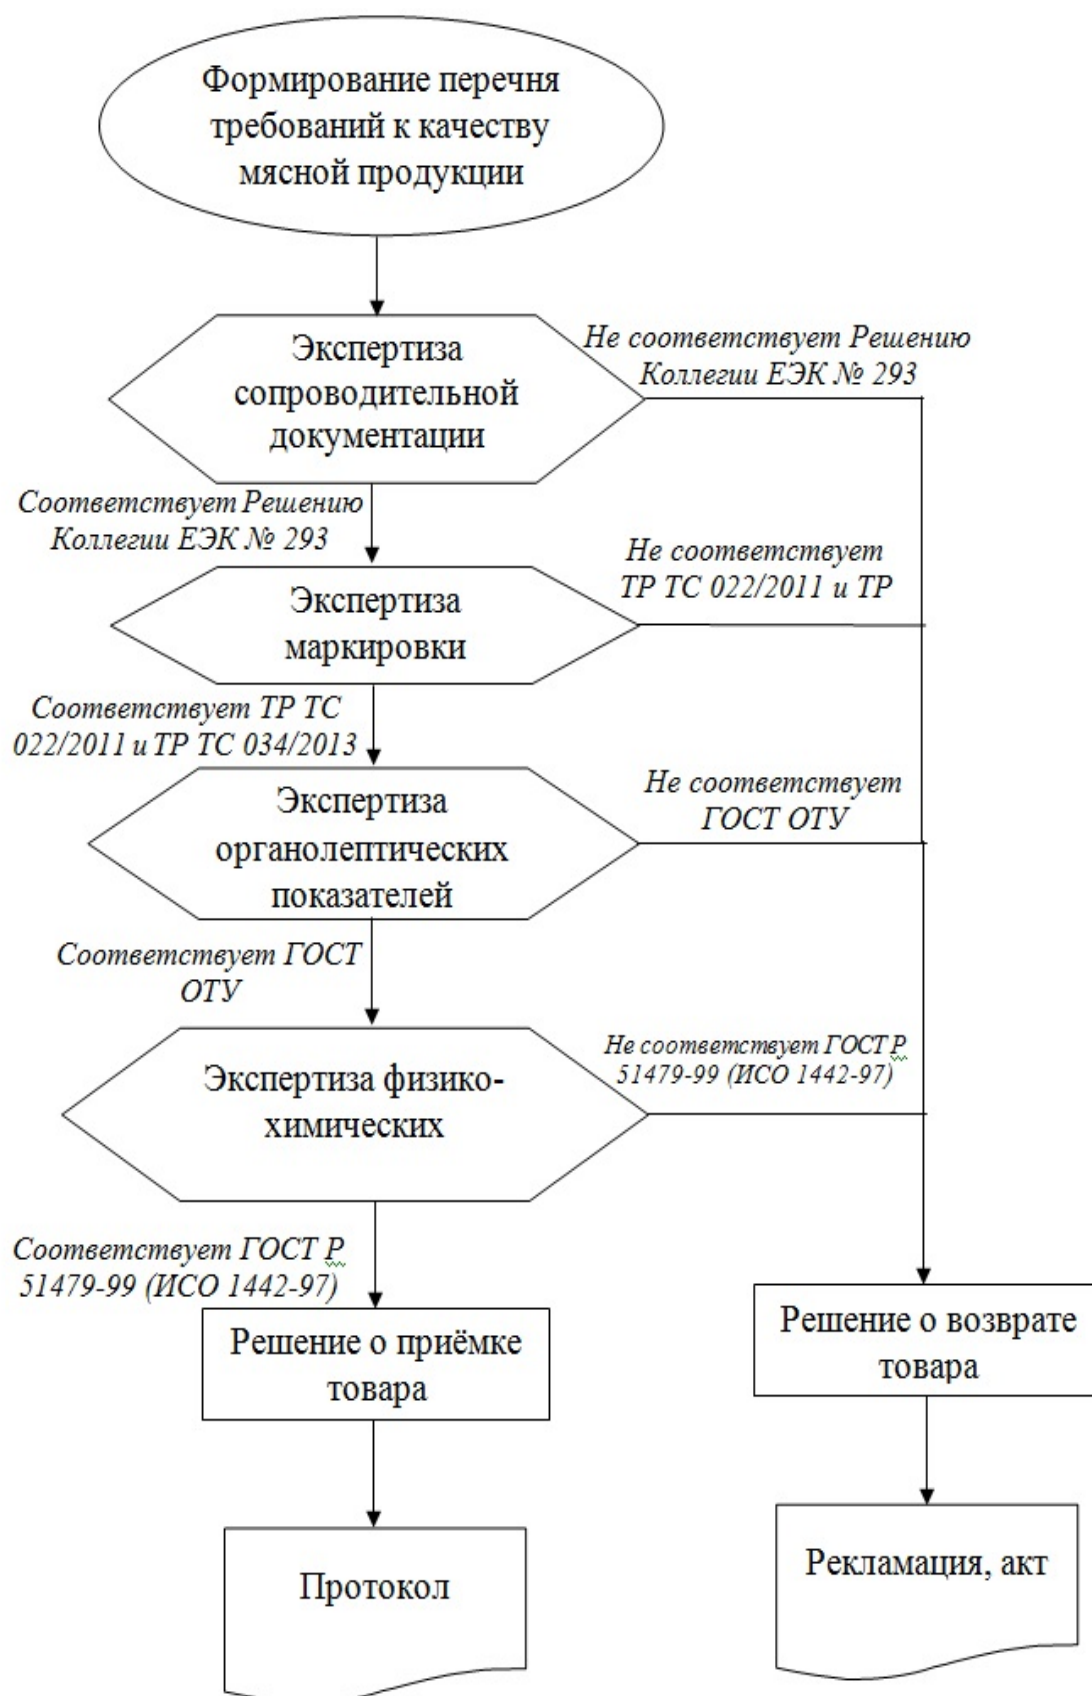 Формирование перечня
требований к качеству
мясной продукции
Экспертиза
сопроводительной
документации
Не соответствует Решению
Коллегии ЕЭК № 293
Соответствует Решению
Коллегии ЕЭК № 293
Экспертиза
маркировки
Не соответствует
ТР ТС 022/2011 и ТР
Соответствует ТР ТС
022/2011 и ТР ТС 034/2013
Экспертиза
органолептических
показателей
Не соответствует
ГОСТ ОТУ
Соответствует ГОСТ
ОТУ
Экспертиза физико-
химических
Не соответствует ГОСТ Р
51479-99 (ИСО 1442-97)
Соответствует ГОСТ Р
51479-99 (ИСО 1442-97)
Решение о приёмке
товара
Решение о возврате
товара
Протокол
Рекламация, акт